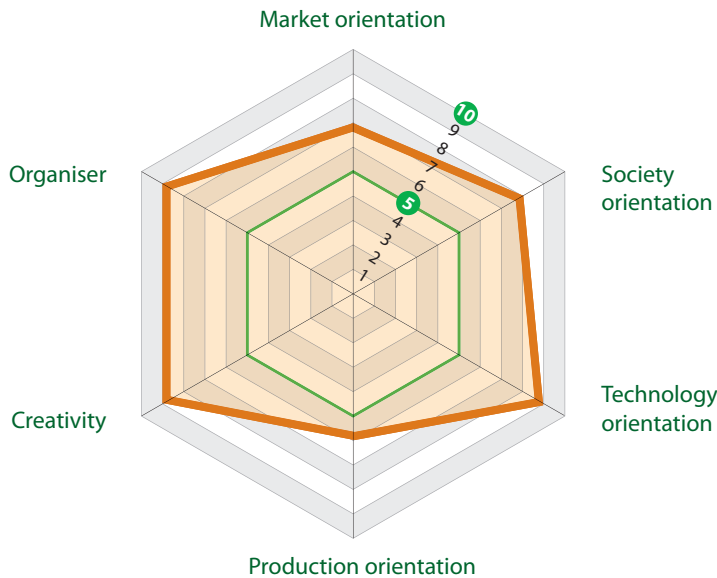 Market orientation
10
9
8
7
6
5
4
3
2
1
Organiser
Society
orientation
Creativity
Technology
orientation
Production orientation